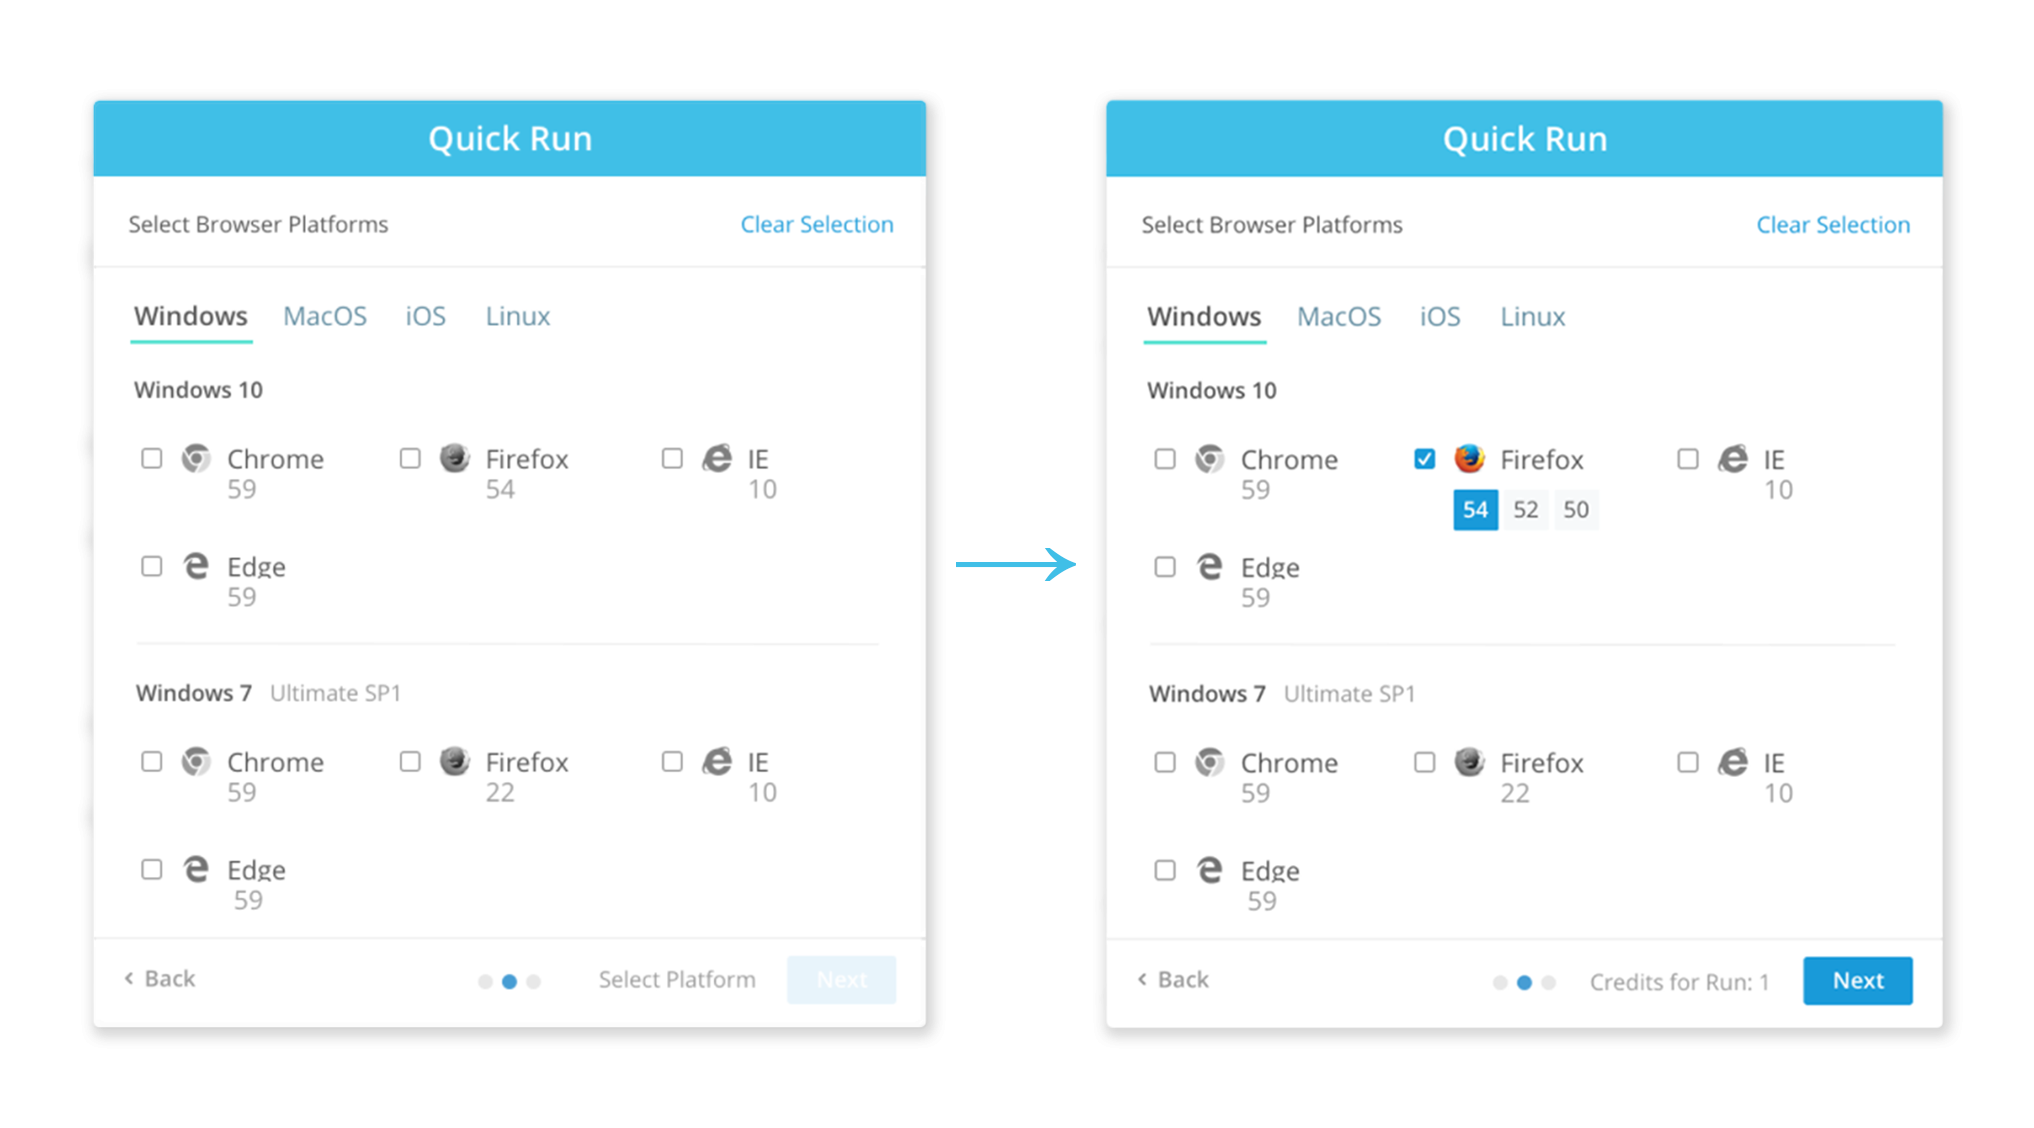 Quick Run
Select Browser Platforms Clear Selection
Windows MacOS iOS Linux
Windows 10
Chrome Firefox IE
59 54 10
Edge
59
Windows 7 Ultimate SP1
Chrome Firefox IE
59 22 10
Edge
59
Back Select Platform Next
Quick Run
Select Browser Platforms Clear Selection
Windows MacOS iOS Linux
Windows 10
Chrome Firefox IE
59 10
54 52 50
Edge
59
Windows 7 Ultimate SP1
Chrome Firefox IE
59 22 10
Edge
59
Back Credits for Run: 1 Next